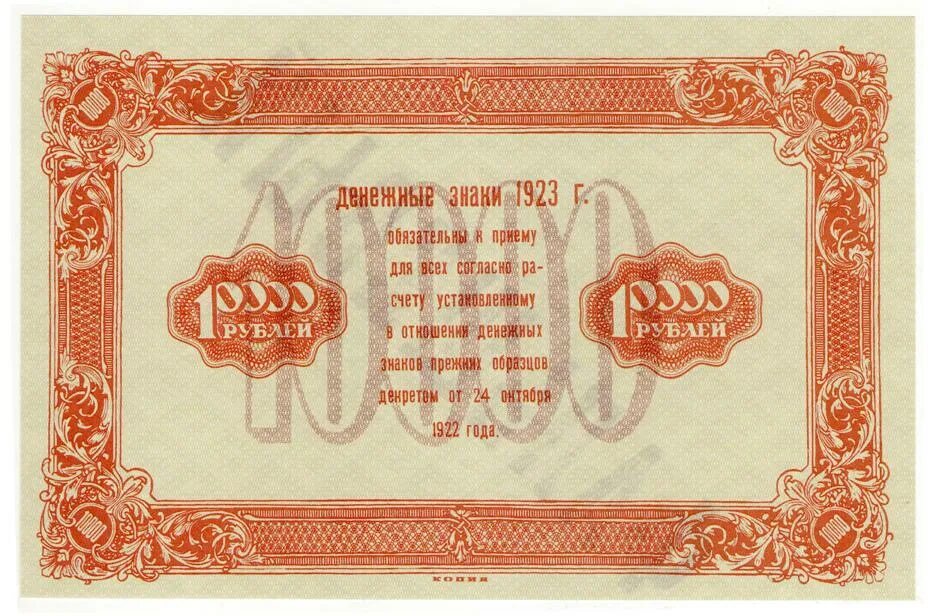 денежные знаки 1923 г.
обязательны к приему
для всех согласно ра-
счету установленному
в отношении денежных
знаков прежних образцов
декретом от 24 октября
1922 года.
10000
10000
РУБЛЕЙ
10000
РУБЛЕЙ
КОПИЯ